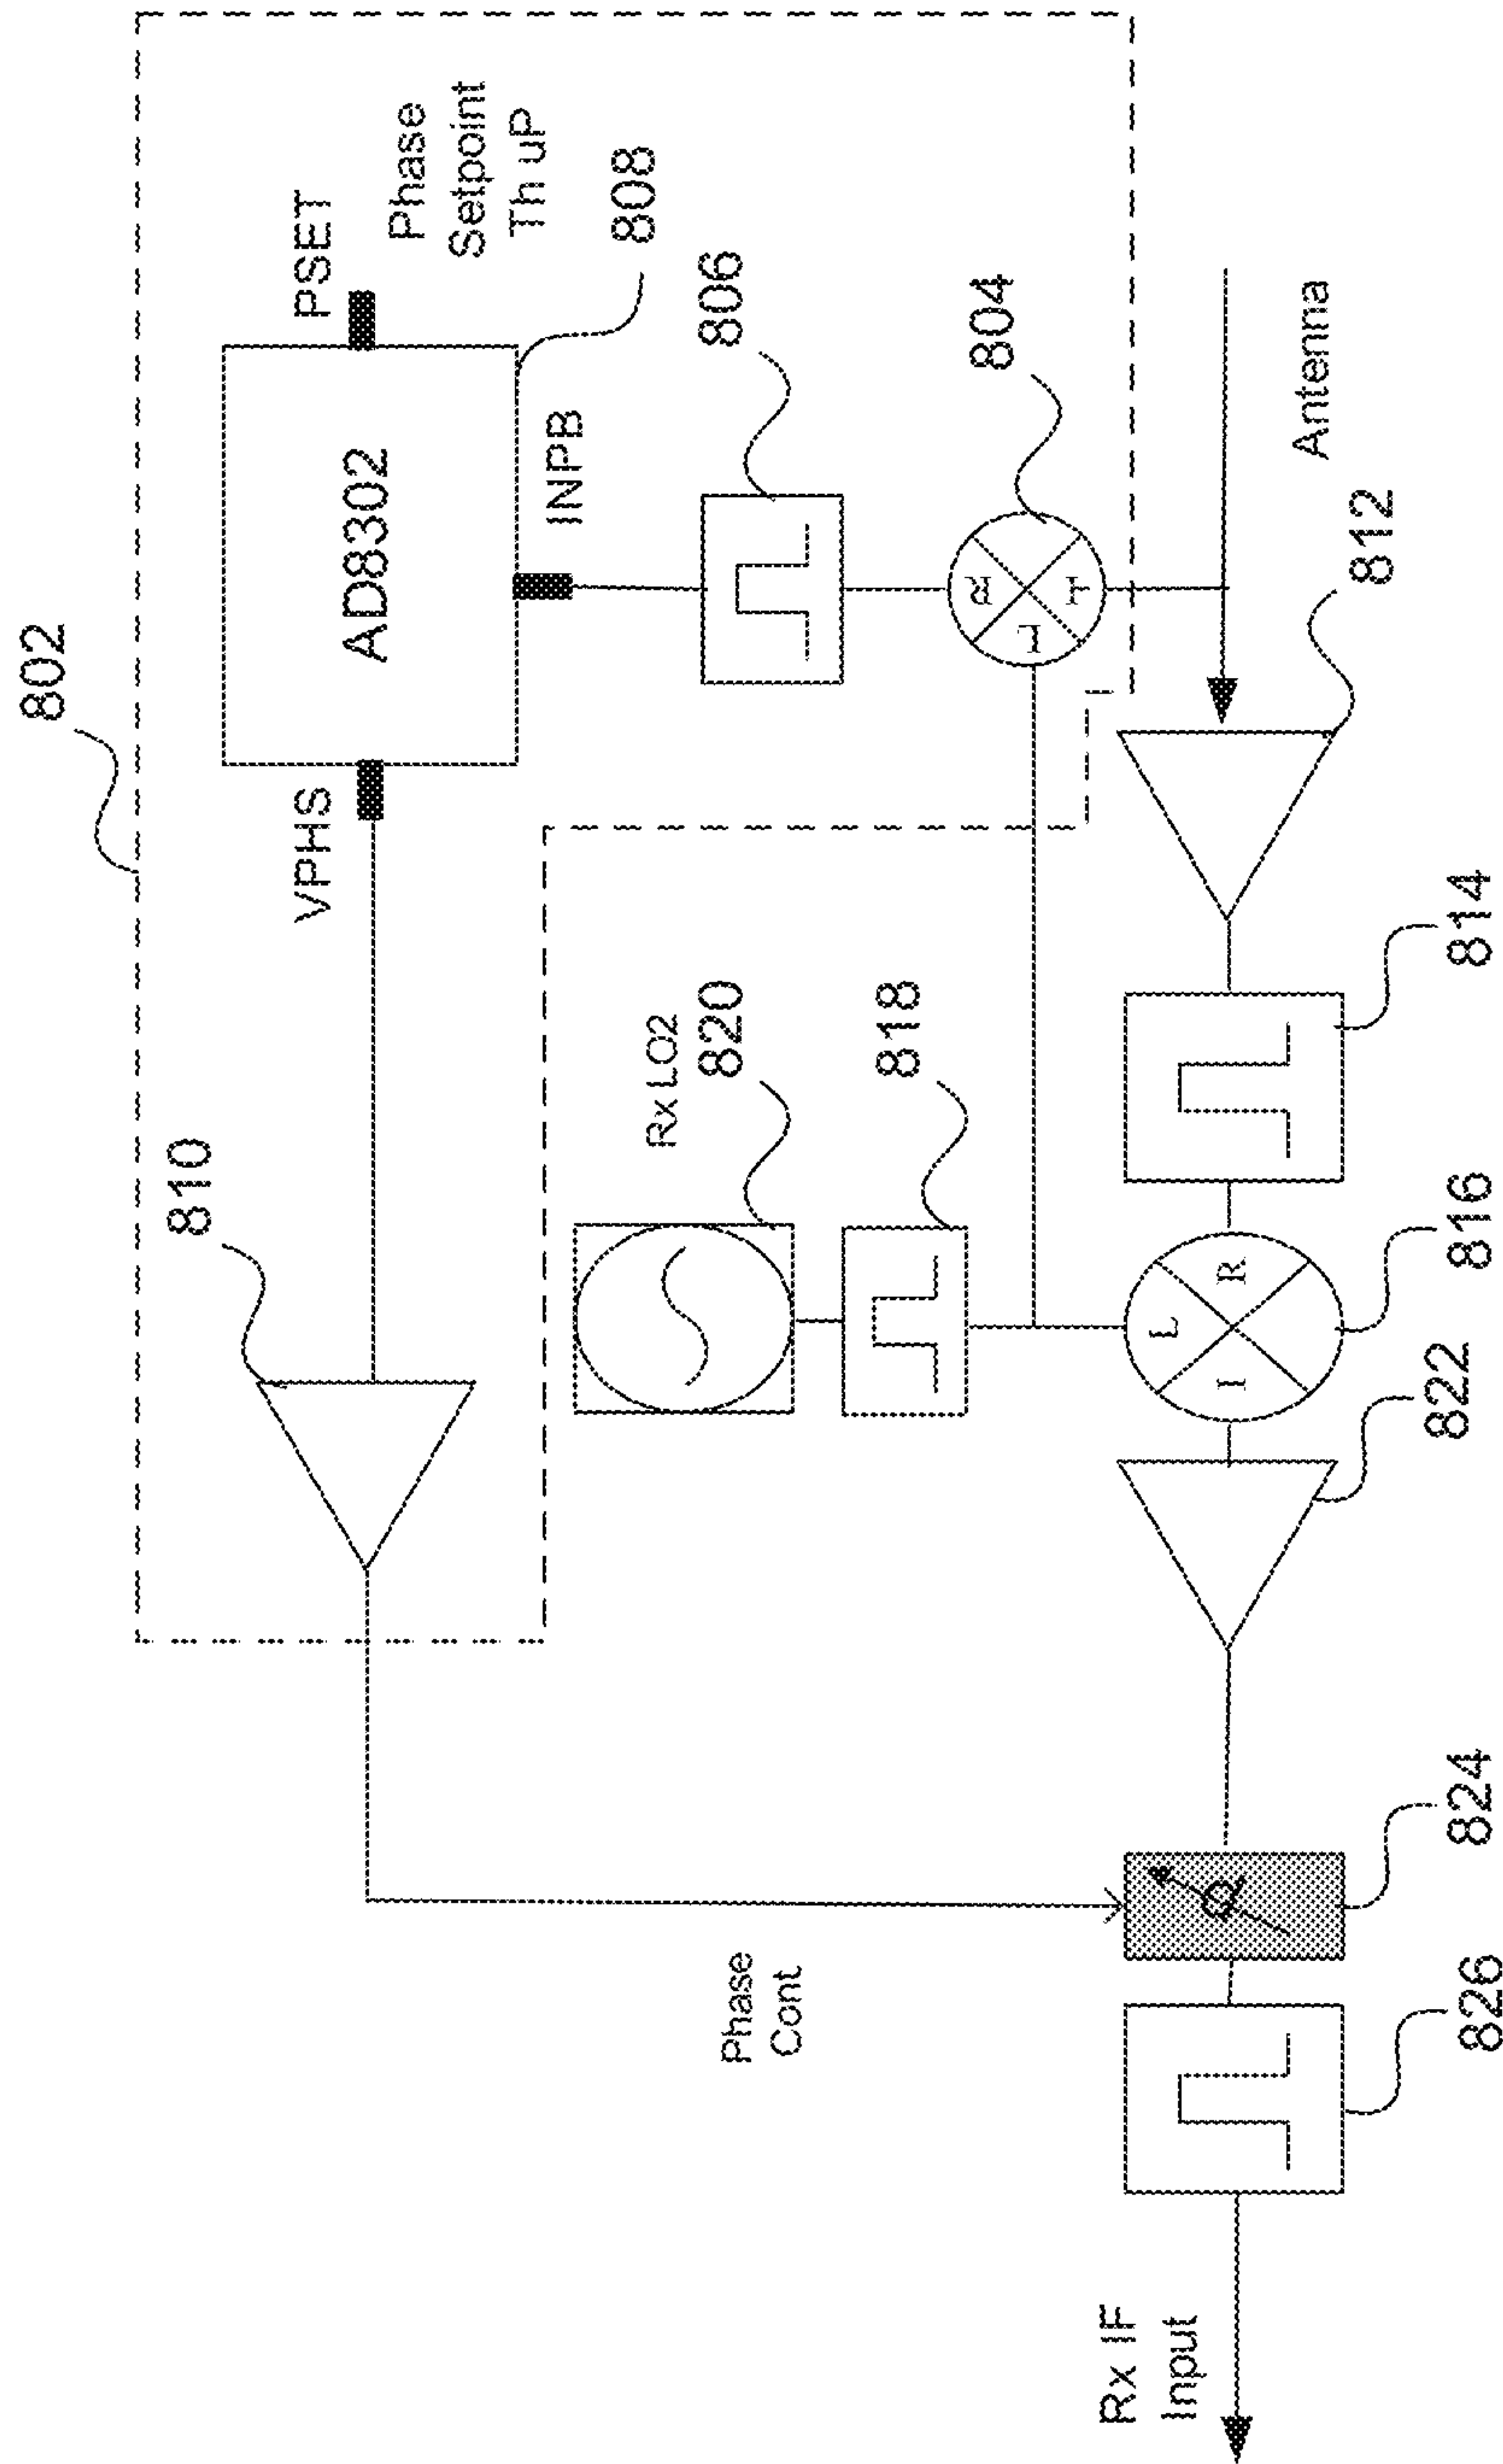 802
810
VPHS
AD8302
PSET
Phase
Setpoint
Th uP
808
INPB
806
804
R
L
I
Rx LO2
820
818
Phase
Cont
Antenna
812
814
L
R
I
816
822
824
826
Rx IF
Input